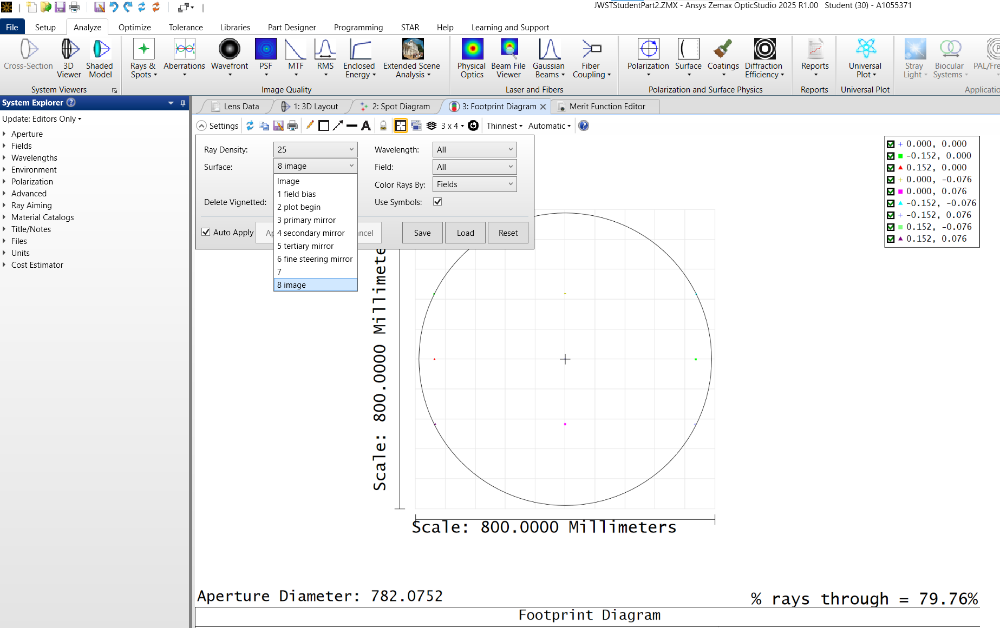 JWSTStudentPart2.ZMX - Ansys Zemax OpticStudio 2025 R1.00   Student (30) - A1055371
File Setup Analyze Optimize Tolerance Libraries Part Designer Programming STAR Help Learning and Support
Cross-Section
3D Viewer
Shaded Model
Rays & Spots
Aberrations
Wavefront
PSF
MTF
RMS
Enclosed Energy
Extended Scene Analysis
Physical Optics
Beam File Viewer
Gaussian Beams
Fiber Coupling
Polarization
Surface
Coatings
Diffraction Efficiency
Reports
Universal Plot
Stray Light
Biocular Systems
PAL/Fre
System Viewers
Image Quality
Laser and Fibers
Polarization and Surface Physics
Reports
Universal Plot
Applicatio
System Explorer
Update: Editors Only
Aperture
Fields
Wavelengths
Environment
Polarization
Advanced
Ray Aiming
Material Catalogs
Title/Notes
Files
Units
Cost Estimator
Lens Data
1: 3D Layout
2: Spot Diagram
3: Footprint Diagram
Merit Function Editor
Settings
A
3 x 4
Thinnest
Automatic
Ray Density: 25
Wavelength: All
Surface: 8 image
Field: All
Image
1 field bias
2 plot begin
3 primary mirror
4 secondary mirror
5 tertiary mirror
6 fine steering mirror
7
8 image
Color Rays By: Fields
Delete Vignetted:
Use Symbols:
Auto Apply
Ap
ncel
Save
Load
Reset
0.000, 0.000
-0.152, 0.000
0.152, 0.000
0.000, -0.076
0.000, 0.076
-0.152, -0.076
-0.152, 0.076
0.152, -0.076
0.152, 0.076
Scale: 800.0000 Millimete
Scale: 800.0000 Millimeters
Aperture Diameter: 782.0752
% rays through = 79.76%
Footprint Diagram